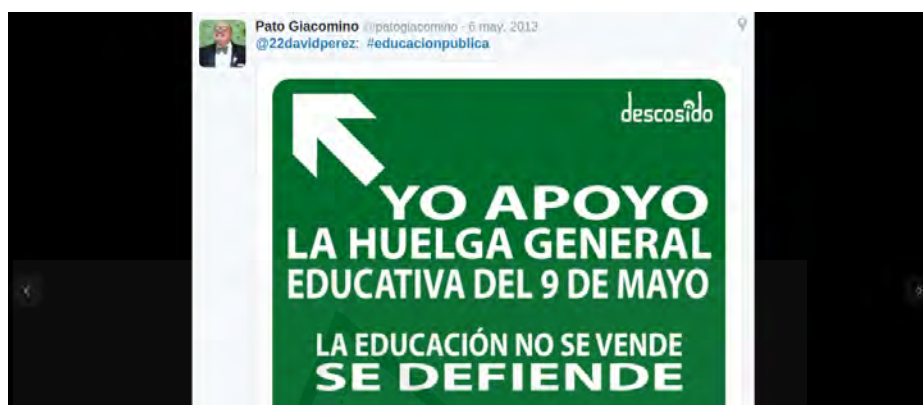 Pato Giacomino @patogiacomino · 6 may. 2013
@22davidperez: #educacionpublica
descosido
YO APOYO
LA HUELGA GENERAL
EDUCATIVA DEL 9 DE MAYO
LA EDUCACIÓN NO SE VENDE
SE DEFIENDE